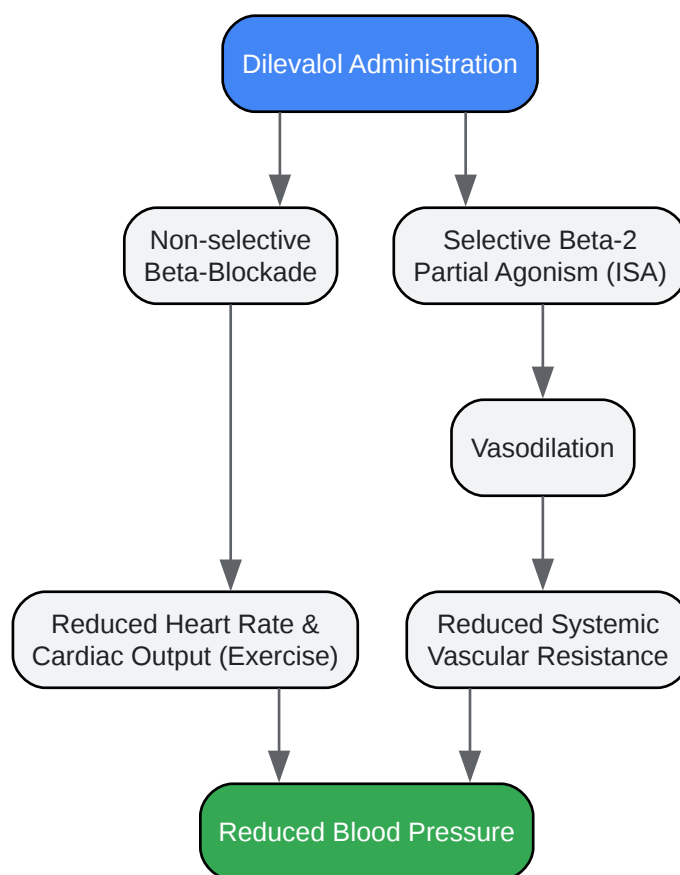 Dilevalol Administration
Non-selective
Beta-Blockade
Selective Beta-2
Partial Agonism (ISA)
Vasodilation
Reduced Heart Rate &
Cardiac Output (Exercise)
Reduced Systemic
Vascular Resistance
Reduced Blood Pressure